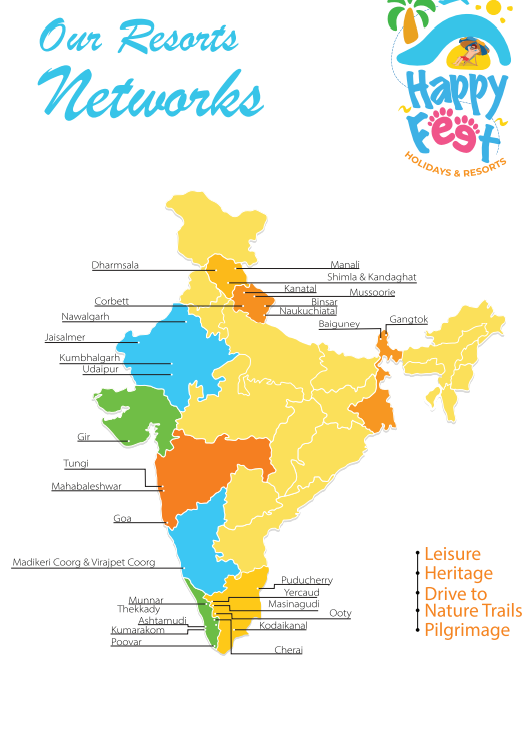 Our Resorts
Networks
Happy
Feet
HOLIDAYS & RESORTS
Dharmsala
Manali
Shimla & Kandaghat
Kanatal
Mussoorie
Corbett
Binsar
Naukuchiatal
Nawalgarh
Baiguney
Gangtok
Jaisalmer
Kumbhalgarh
Udaipur
Gir
Tungi
Mahabaleshwar
Goa
Madikeri Coorg & Virajpet Coorg
Leisure
Heritage
Drive to
Nature Trails
Pilgrimage
Puducherry
Yercaud
Munnar
Masinagudi
Thekkady
Ooty
Ashtamudi
Kodaikanal
Kumarakom
Poovar
Cherai